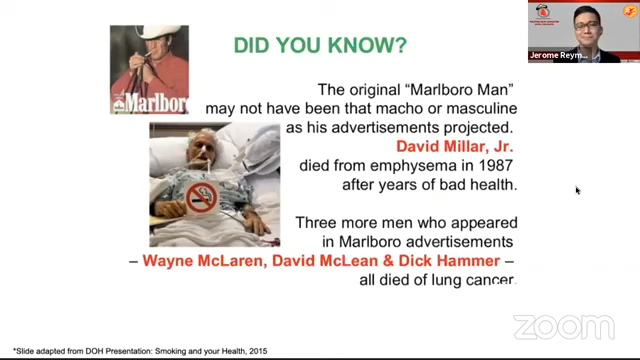 DID YOU KNOW?
Marlboro
The original “Marlboro Man”
may not have been that macho or masculine
as his advertisements projected.
David Millar, Jr.
died from emphysema in 1987
after years of bad health.
Three more men who appeared
in Marlboro advertisements
– Wayne McLaren, David McLean & Dick Hammer –
all died of lung cancer.
*Slide adapted from DOH Presentation: Smoking and your Health, 2015
Jerome Reym...
zoom